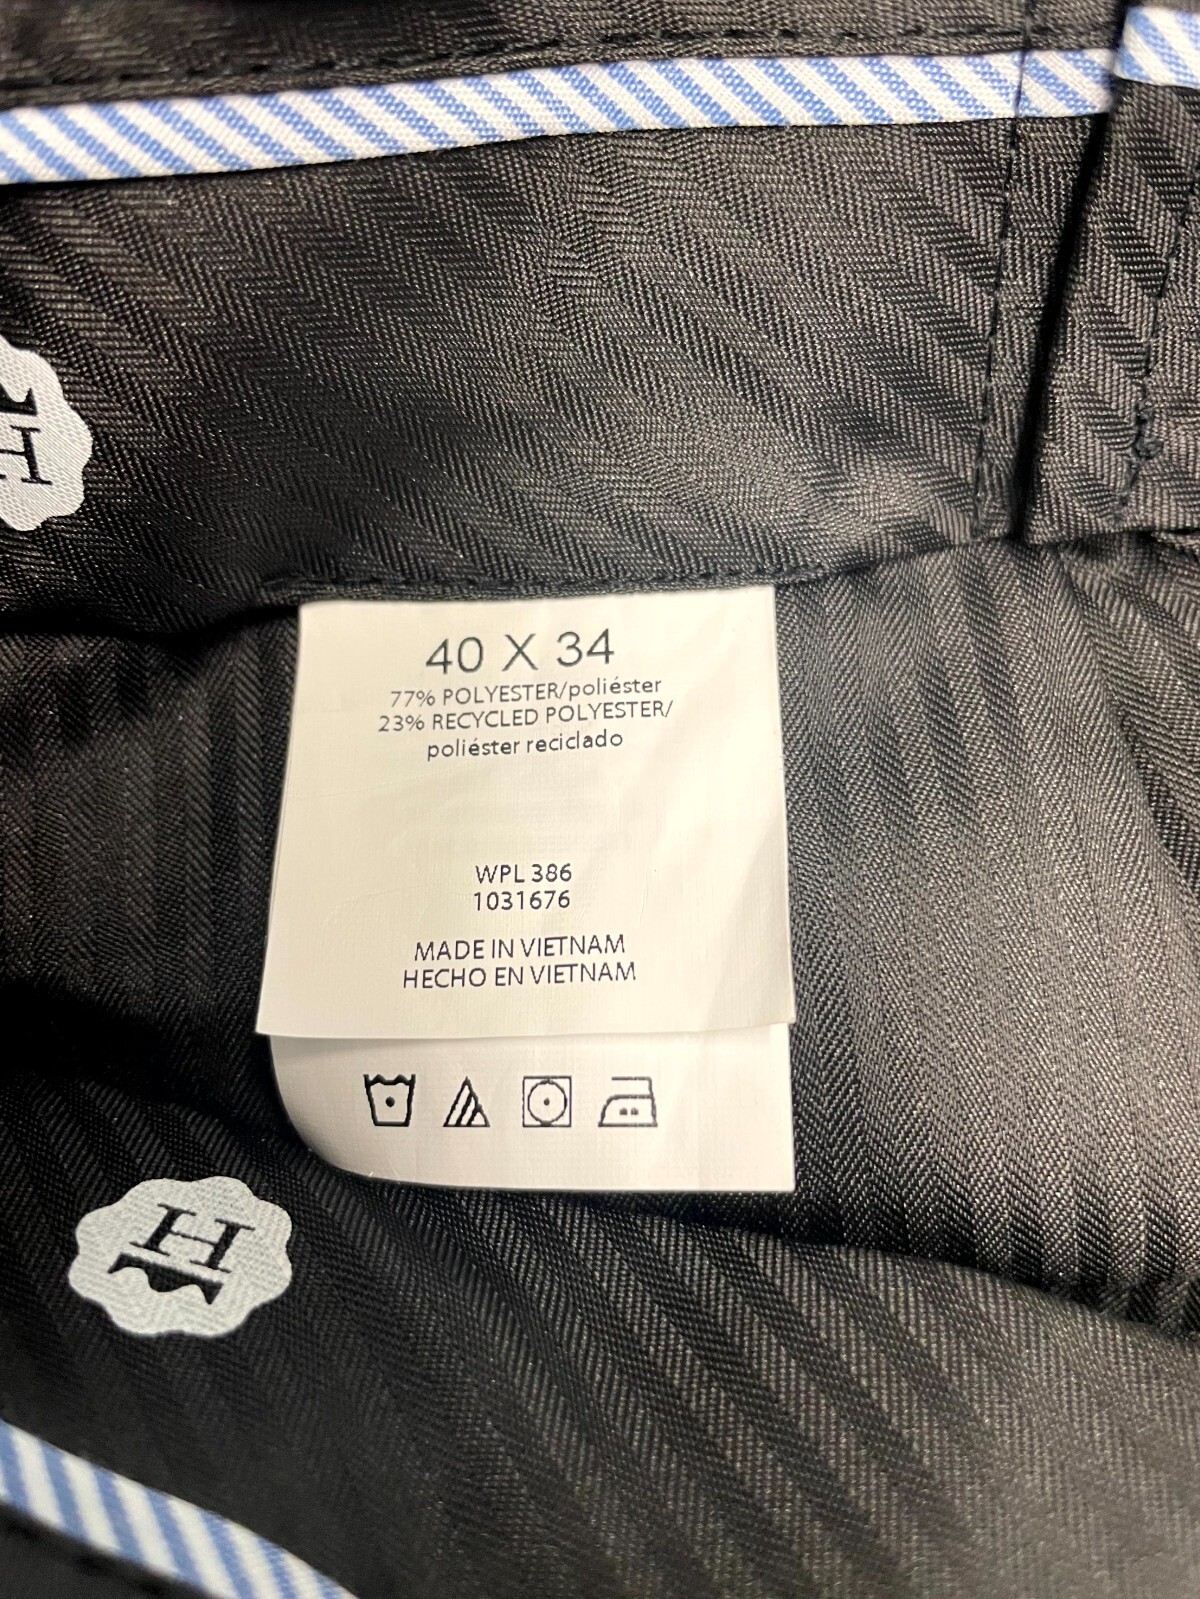 40 X 34
77% POLYESTER/poliéster
23% RECYCLED POLYESTER/
poliéster reciclado
WPL 386
1031676
MADE IN VIETNAM
HECHO EN VIETNAM
H
H